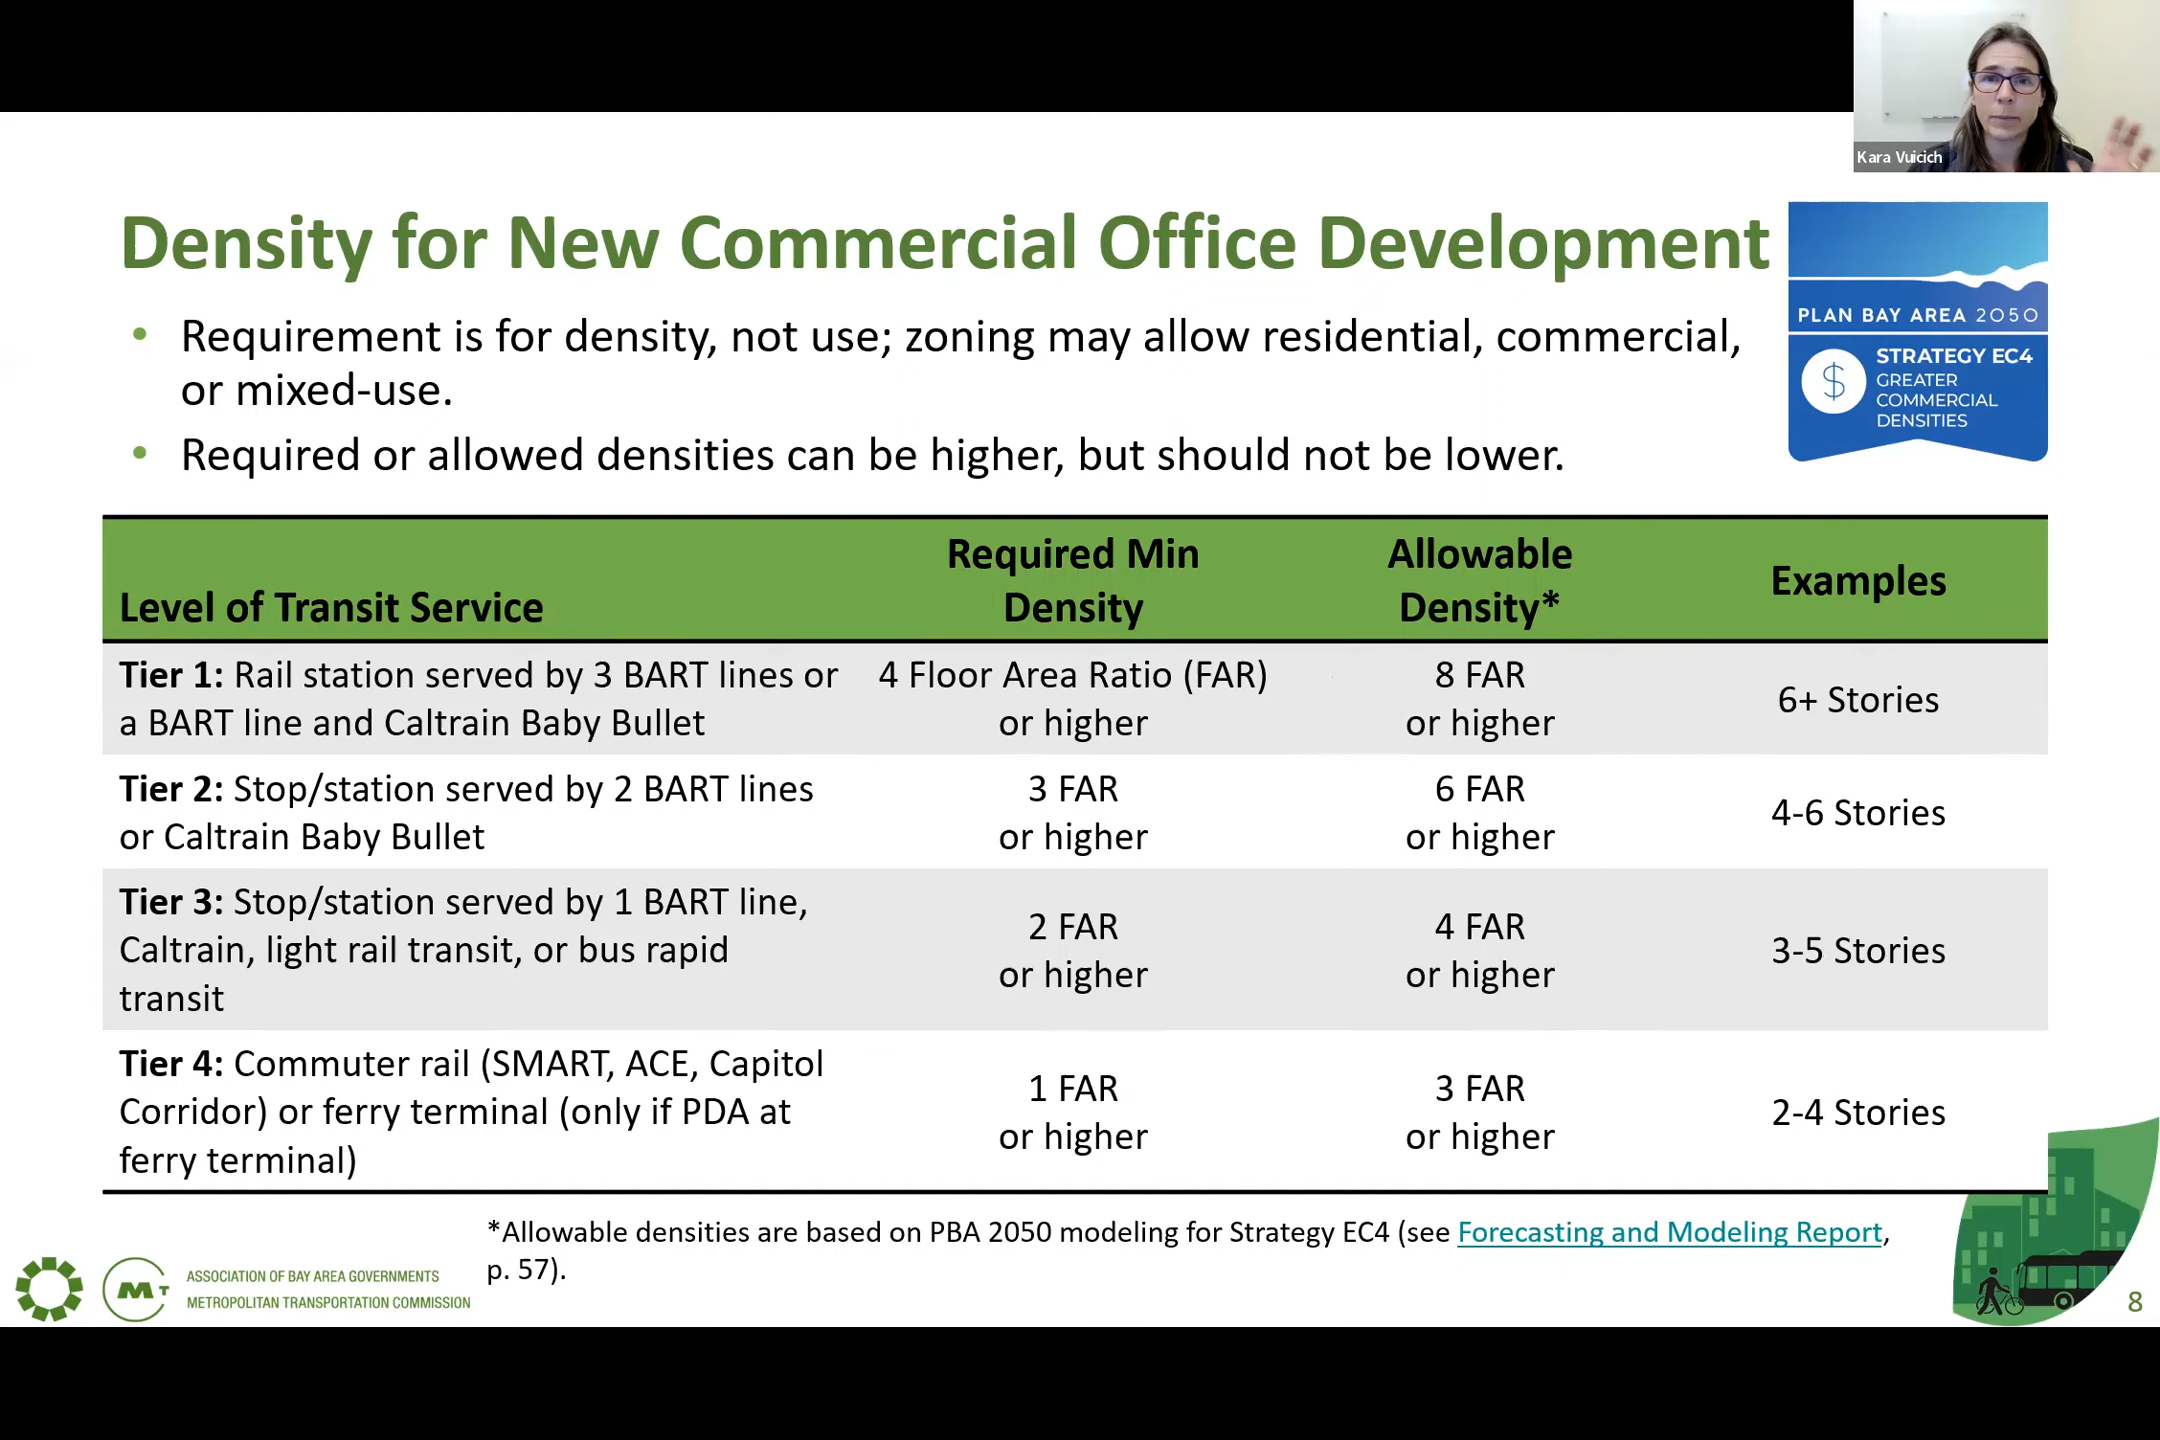 Kara Vuicich
Density for New Commercial Office Development
• Requirement is for density, not use; zoning may allow residential, commercial,
or mixed-use.
• Required or allowed densities can be higher, but should not be lower.
PLAN BAY AREA 2050
STRATEGY EC4
GREATER
COMMERCIAL
DENSITIES
$
Level of Transit Service
Required Min
Density
Allowable
Density*
Examples
Tier 1: Rail station served by 3 BART lines or
a BART line and Caltrain Baby Bullet
4 Floor Area Ratio (FAR)
or higher
8 FAR
or higher
6+ Stories
Tier 2: Stop/station served by 2 BART lines
or Caltrain Baby Bullet
3 FAR
or higher
6 FAR
or higher
4-6 Stories
Tier 3: Stop/station served by 1 BART line,
Caltrain, light rail transit, or bus rapid
transit
2 FAR
or higher
4 FAR
or higher
3-5 Stories
Tier 4: Commuter rail (SMART, ACE, Capitol
Corridor) or ferry terminal (only if PDA at
ferry terminal)
1 FAR
or higher
3 FAR
or higher
2-4 Stories
*Allowable densities are based on PBA 2050 modeling for Strategy EC4 (see Forecasting and Modeling Report,
p. 57).
MT
ASSOCIATION OF BAY AREA GOVERNMENTS
METROPOLITAN TRANSPORTATION COMMISSION
8